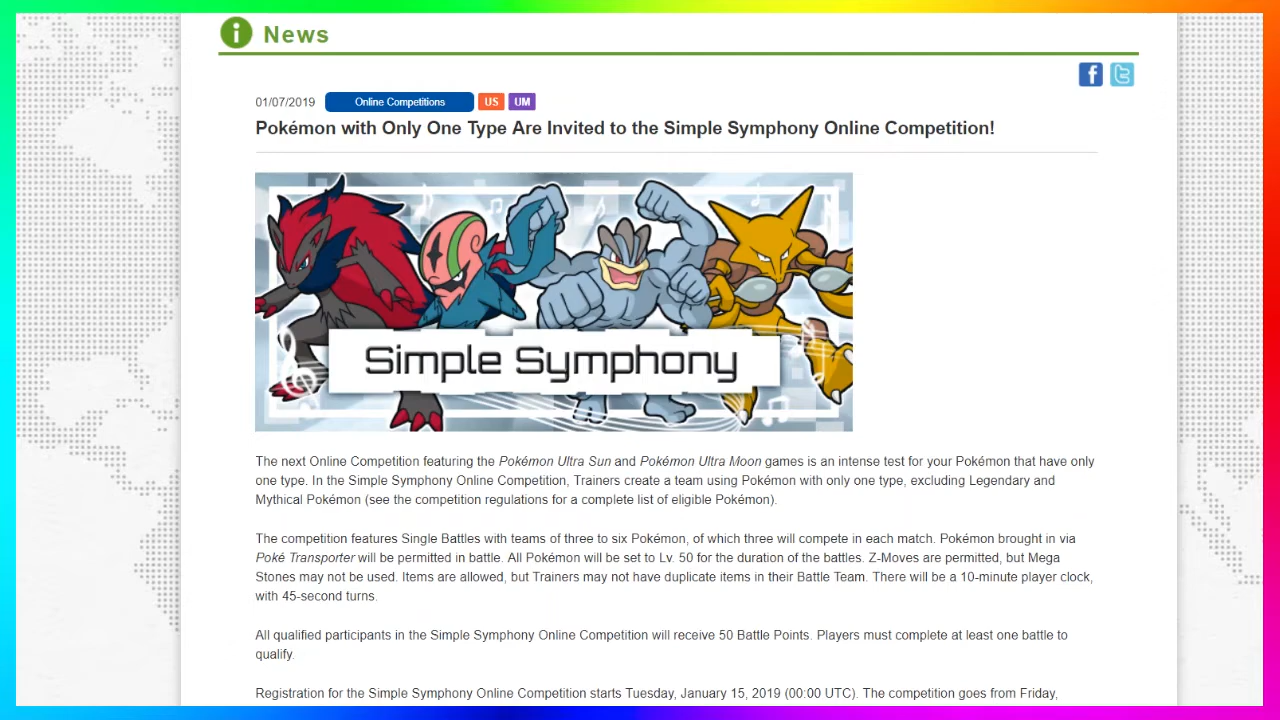 i News
f t
01/07/2019 Online Competitions US UM
Pokémon with Only One Type Are Invited to the Simple Symphony Online Competition!
Simple Symphony
The next Online Competition featuring the Pokémon Ultra Sun and Pokémon Ultra Moon games is an intense test for your Pokémon that have only
one type. In the Simple Symphony Online Competition, Trainers create a team using Pokémon with only one type, excluding Legendary and
Mythical Pokémon (see the competition regulations for a complete list of eligible Pokémon).
The competition features Single Battles with teams of three to six Pokémon, of which three will compete in each match. Pokémon brought in via
Poké Transporter will be permitted in battle. All Pokémon will be set to Lv. 50 for the duration of the battle. Z-Moves are permitted, but Mega
Stones may not be used. Items are allowed, but Trainers may not have duplicate items in their Battle Team. There will be a 10-minute player clock,
with 45-second turns.
All qualified participants in the Simple Symphony Online Competition will receive 50 Battle Points. Players must complete at least one battle to
qualify.
Registration for the Simple Symphony Online Competition starts Tuesday, January 15, 2019 (00:00 UTC). The competition goes from Friday,